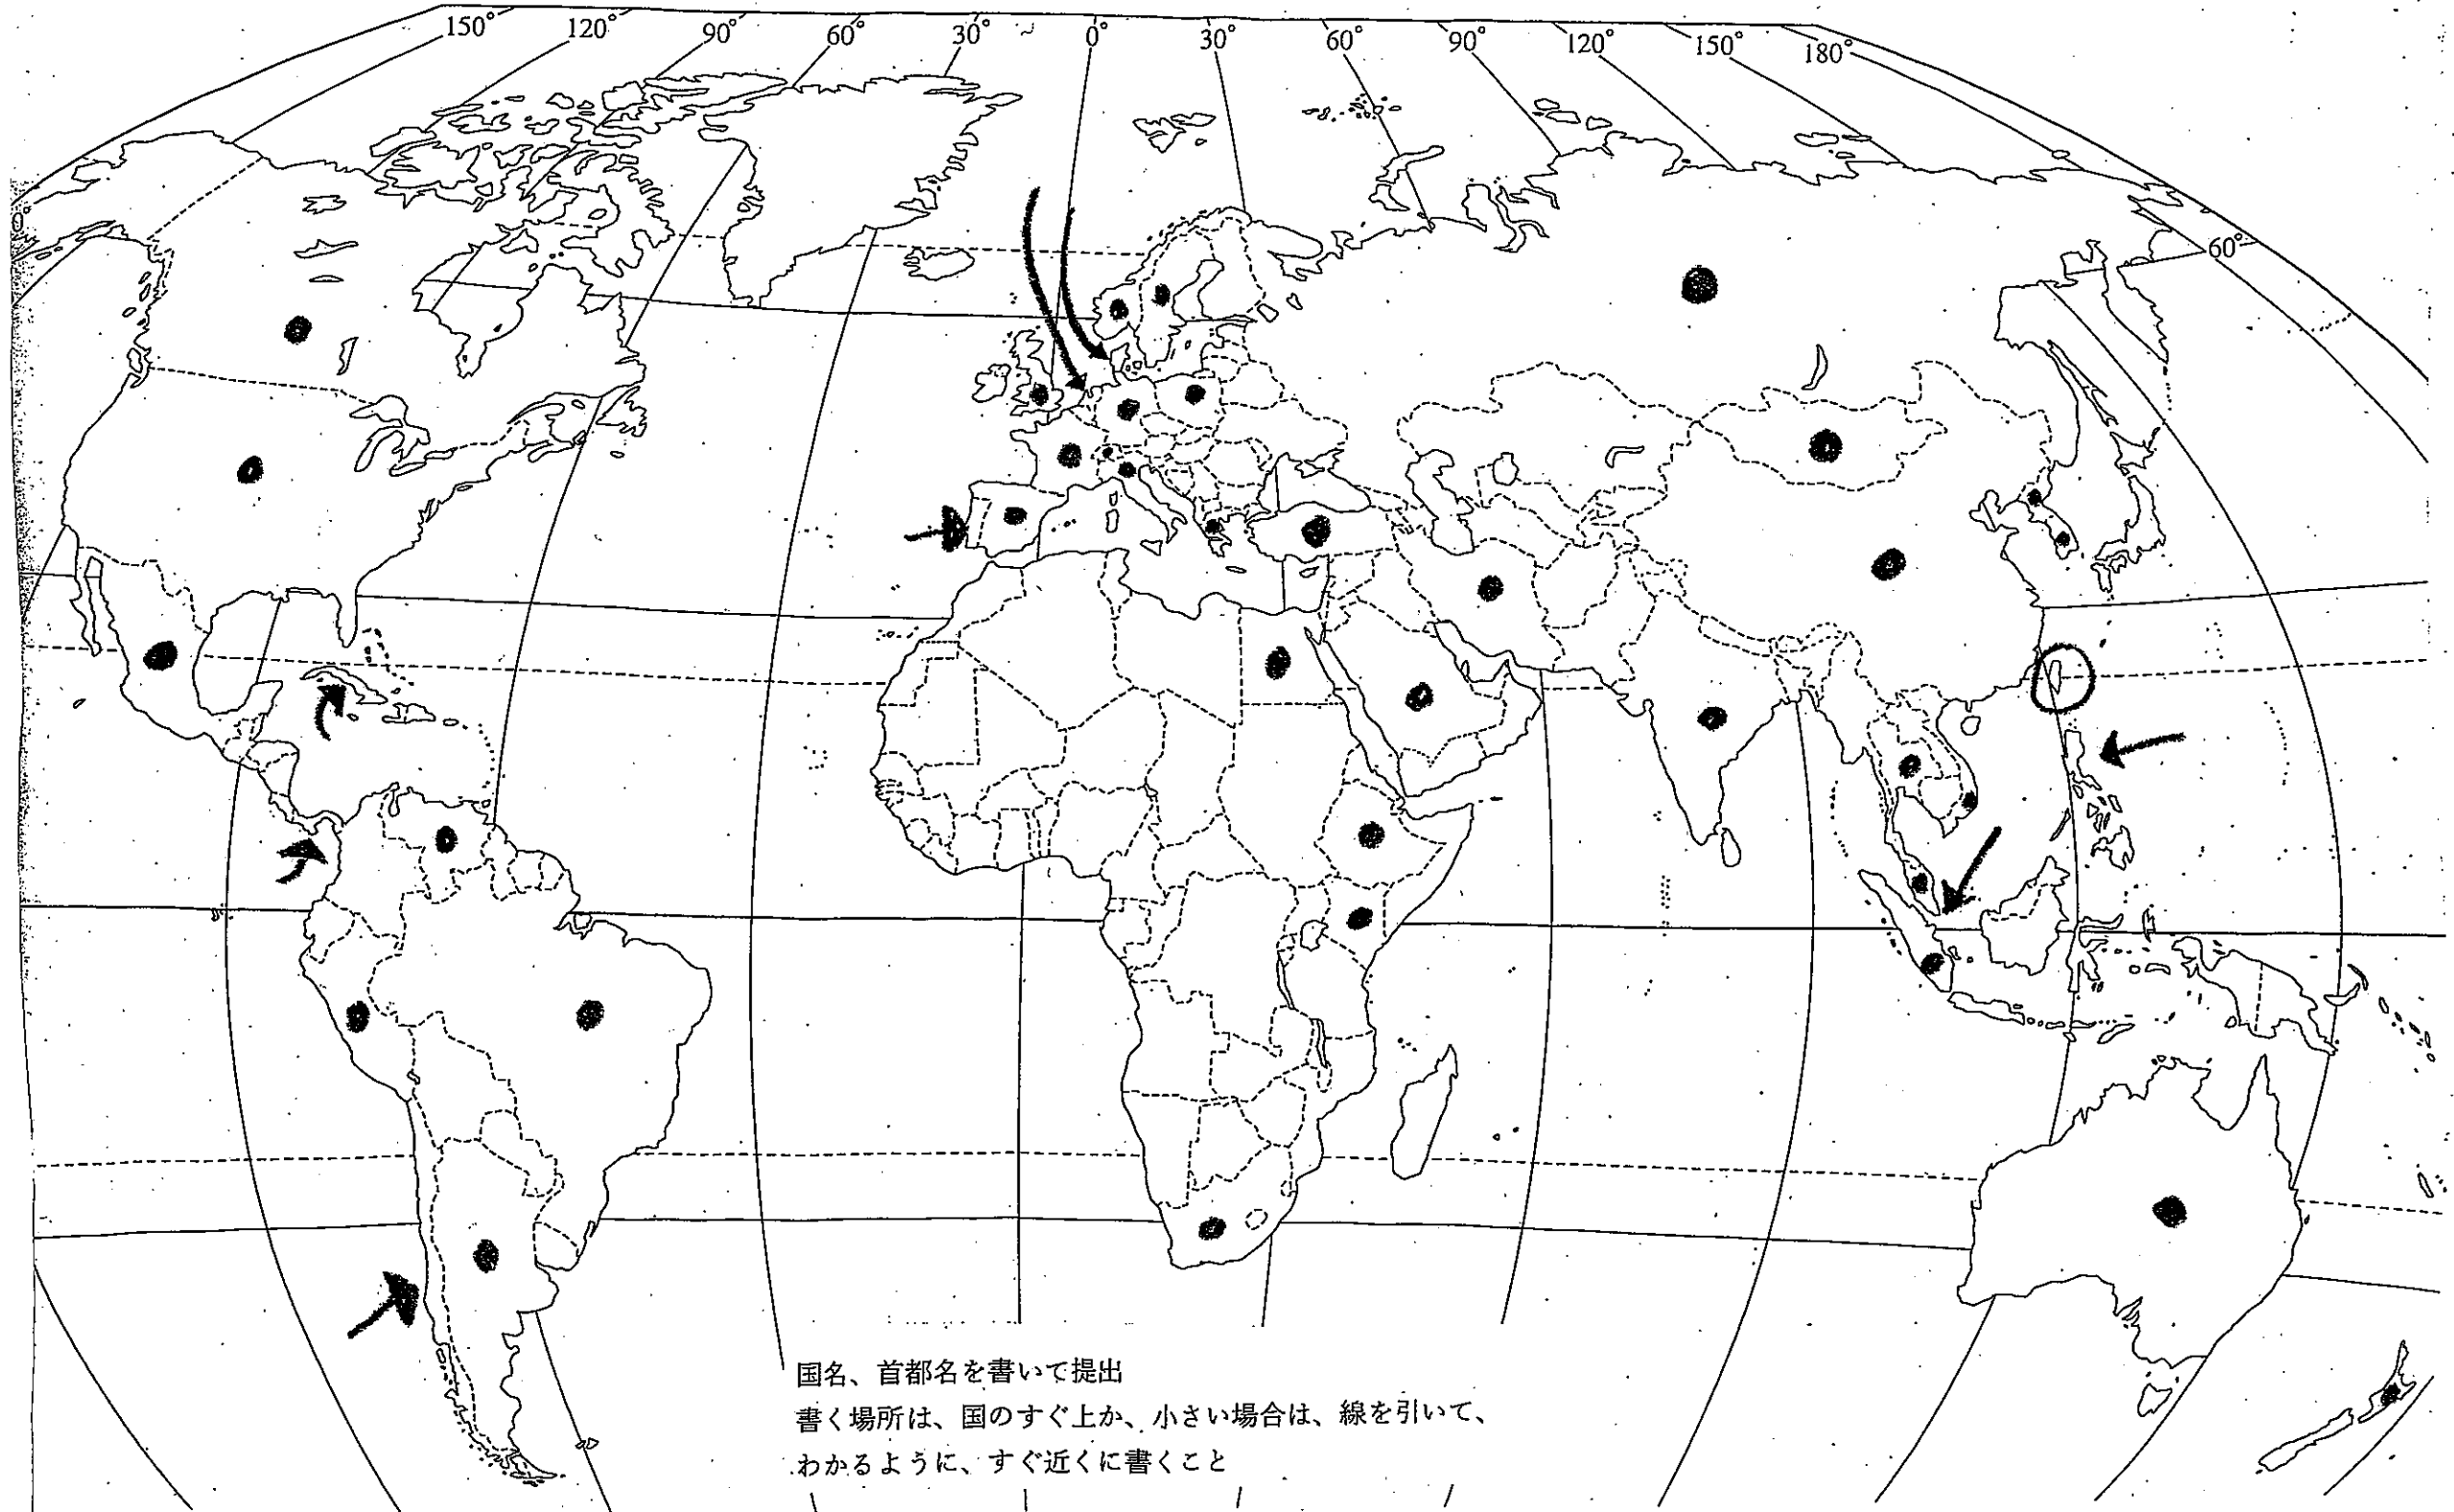 150° 120° 90° 60° 30° 0° 30° 60° 90° 120° 150° 180°
0°
60°
国名、首都名を書いて提出
書く場所は、国のすぐ上か、小さい場合は、線を引いて、
わかるように、すぐ近くに書くこと